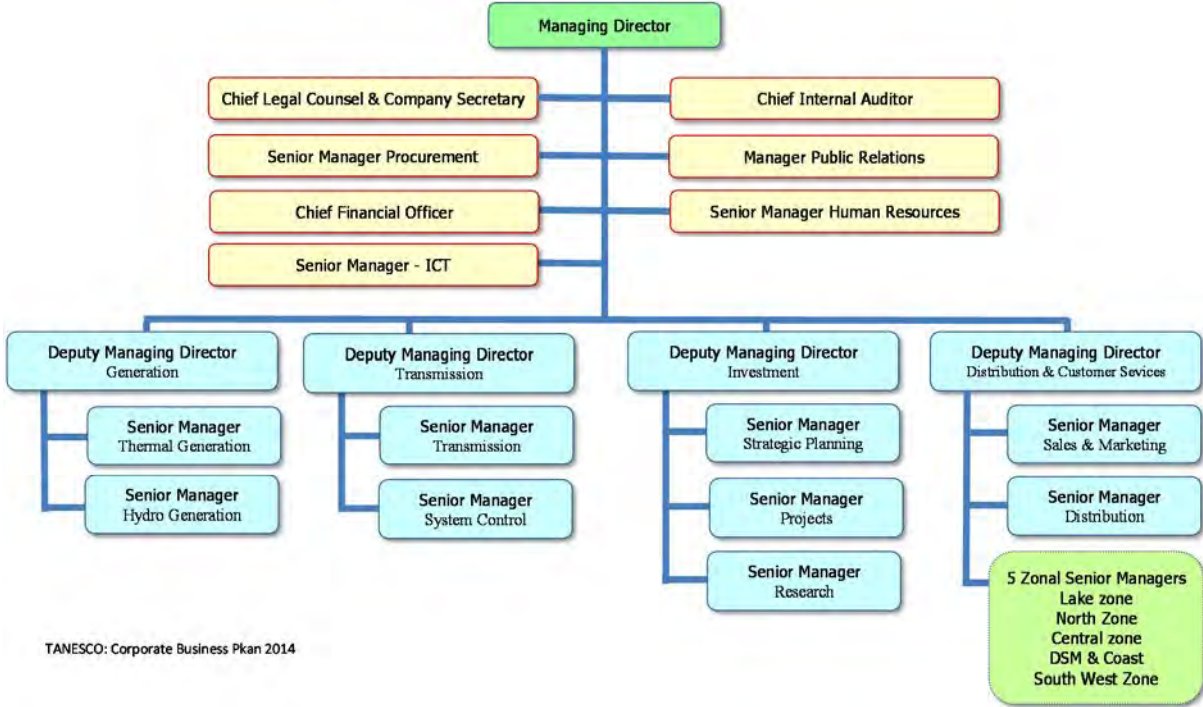 Managing Director
Chief Legal Counsel & Company Secretary
Chief Internal Auditor
Senior Manager Procurement
Manager Public Relations
Chief Financial Officer
Senior Manager Human Resources
Senior Manager - ICT
Deputy Managing Director
Generation
Senior Manager
Thermal Generation
Senior Manager
Hydro Generation
Deputy Managing Director
Transmission
Senior Manager
Transmission
Senior Manager
System Control
Deputy Managing Director
Investment
Senior Manager
Strategic Planning
Senior Manager
Projects
Senior Manager
Research
Deputy Managing Director
Distribution & Customer Sevices
Senior Manager
Sales & Marketing
Senior Manager
Distribution
5 Zonal Senior Managers
Lake zone
North Zone
Central zone
DSM & Coast
South West Zone
TANESCO: Corporate Business Pkan 2014